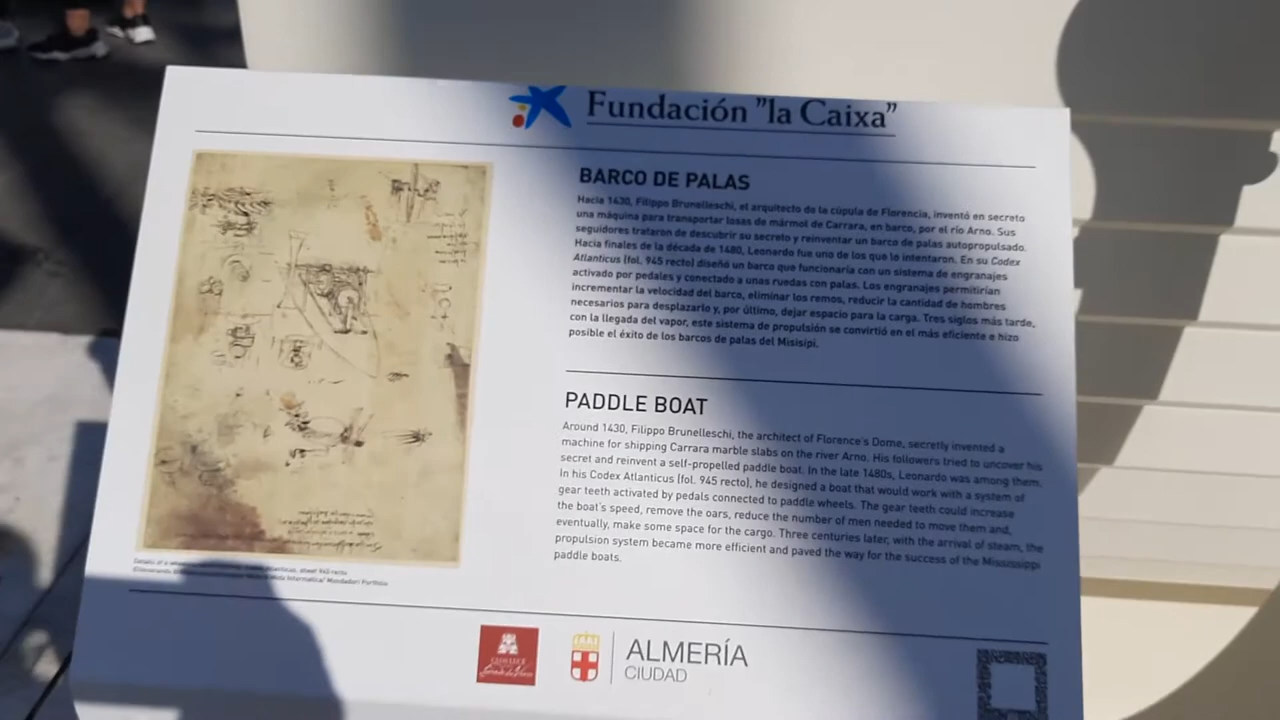 Fundación "la Caixa"
BARCO DE PALAS
Hacia 1430, Filippo Brunelleschi, el arquitecto de la cúpula de Florencia, inventó en secreto
una máquina para transportar losas de mármol de Carrara, en barco, por el río Arno. Sus
seguidores trataron de descubrir su secreto y reinventar un barco de palas autopropulsado.
Hacia finales de la década de 1480, Leonardo fue uno de los que lo intentaron. En su Codex
Atlanticus (fol. 945 recto) diseñó un barco que funcionaría con un sistema de engranajes
activado por pedales y conectado a unas ruedas con palas. Los engranajes permitirían
incrementar la velocidad del barco, eliminar los remos, reducir la cantidad de hombres
necesarios para desplazarlo y, por último, dejar espacio para la carga. Tres siglos más tarde,
con la llegada del vapor, este sistema de propulsión se convirtió en el más eficiente e hizo
posible el éxito de los barcos de palas del Misisipi.
PADDLE BOAT
Around 1430, Filippo Brunelleschi, the architect of Florence's Dome, secretly invented a
machine for shipping Carrara marble slabs on the river Arno. His followers tried to uncover his
secret and reinvent a self-propelled paddle boat. In the late 1480s, Leonardo was among them.
In his Codex Atlanticus (fol. 945 recto), he designed a boat that would work with a system of
gear teeth activated by pedals connected to paddle wheels. The gear teeth could increase
the boat's speed, remove the oars, reduce the number of men needed to move them and,
eventually, make some space for the cargo. Three centuries later, with the arrival of steam, the
propulsion system became more efficient and paved the way for the success of the Mississippi
paddle boats.
Mondadori Portfolio
ALMERÍA
CIUDAD